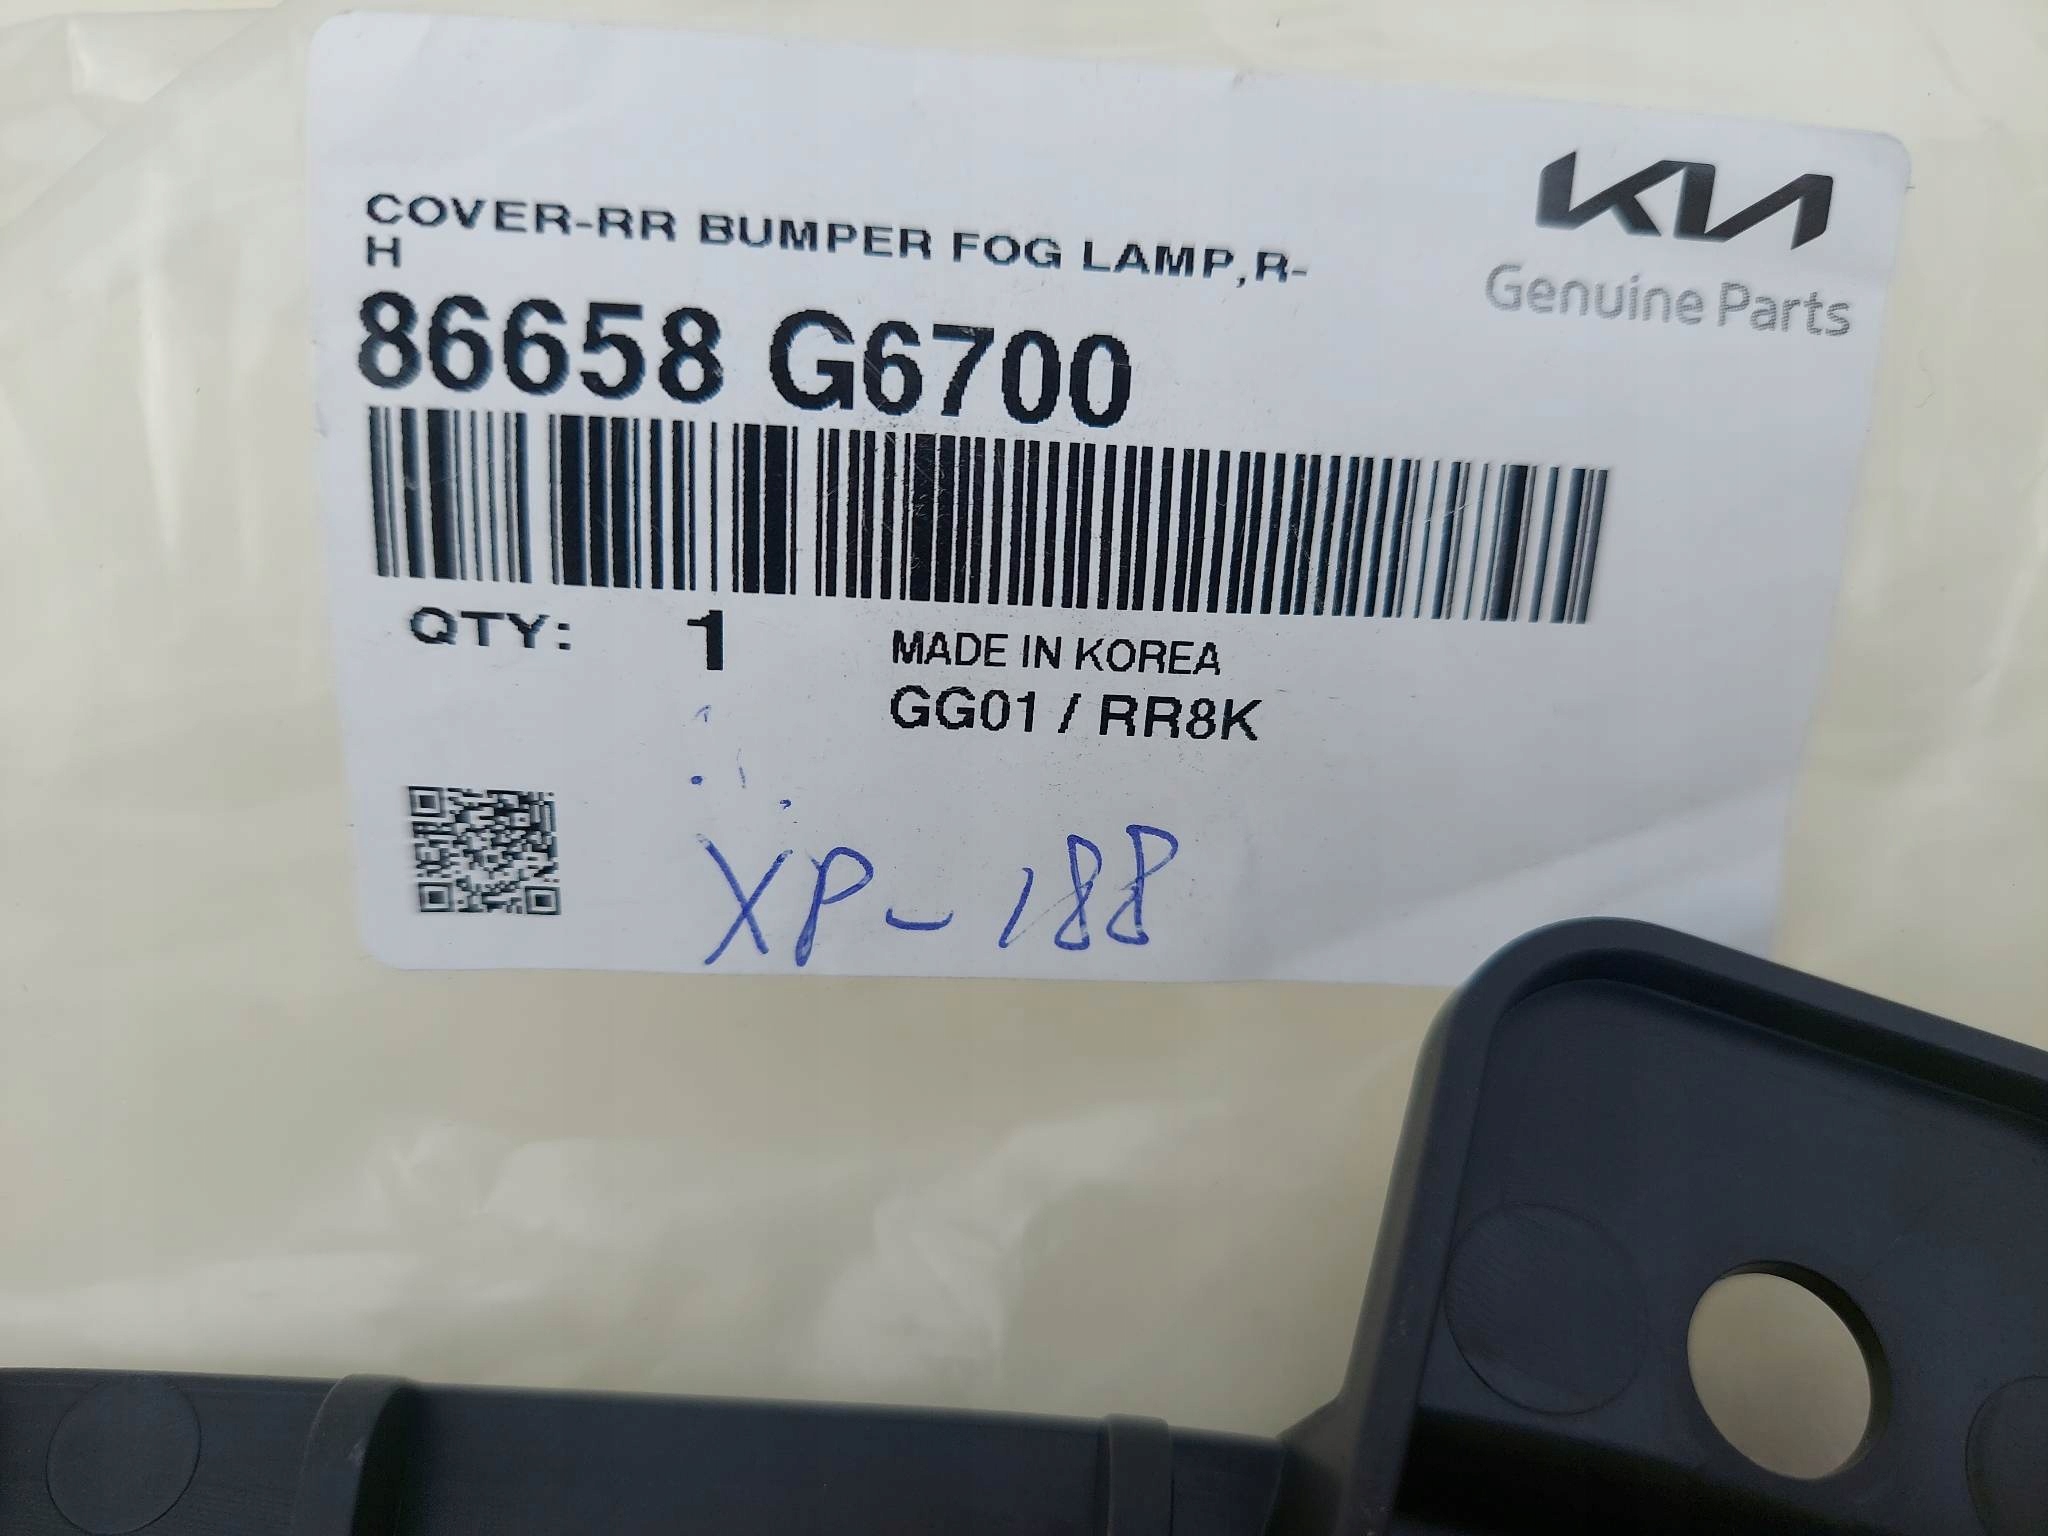 KIA
Genuine Parts
COVER-RR BUMPER FOG LAMP,R-
H
86658 G6700
QTY: 1
MADE IN KOREA
GG01 / RR8K
XP-188